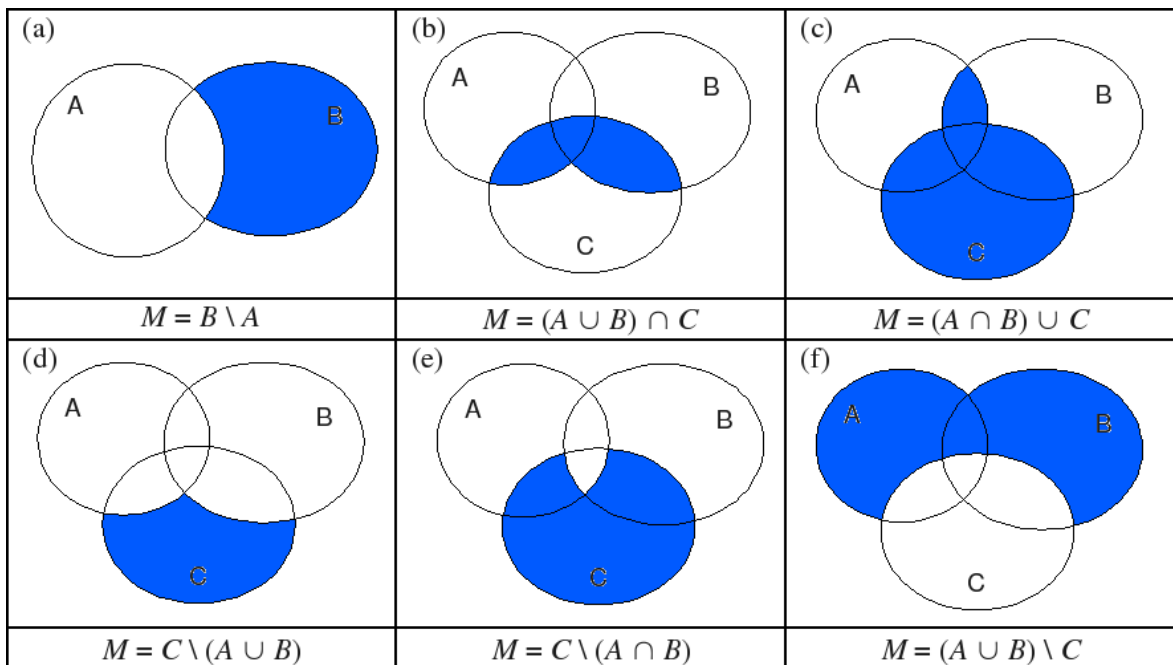 (a)
A
B
M = B \ A
(b)
A
B
C
M = (A ∪ B) ∩ C
(c)
A
B
C
M = (A ∩ B) ∪ C
(d)
A
B
C
M = C \ (A ∪ B)
(e)
A
B
C
M = C \ (A ∩ B)
(f)
A
B
C
M = (A ∪ B) \ C